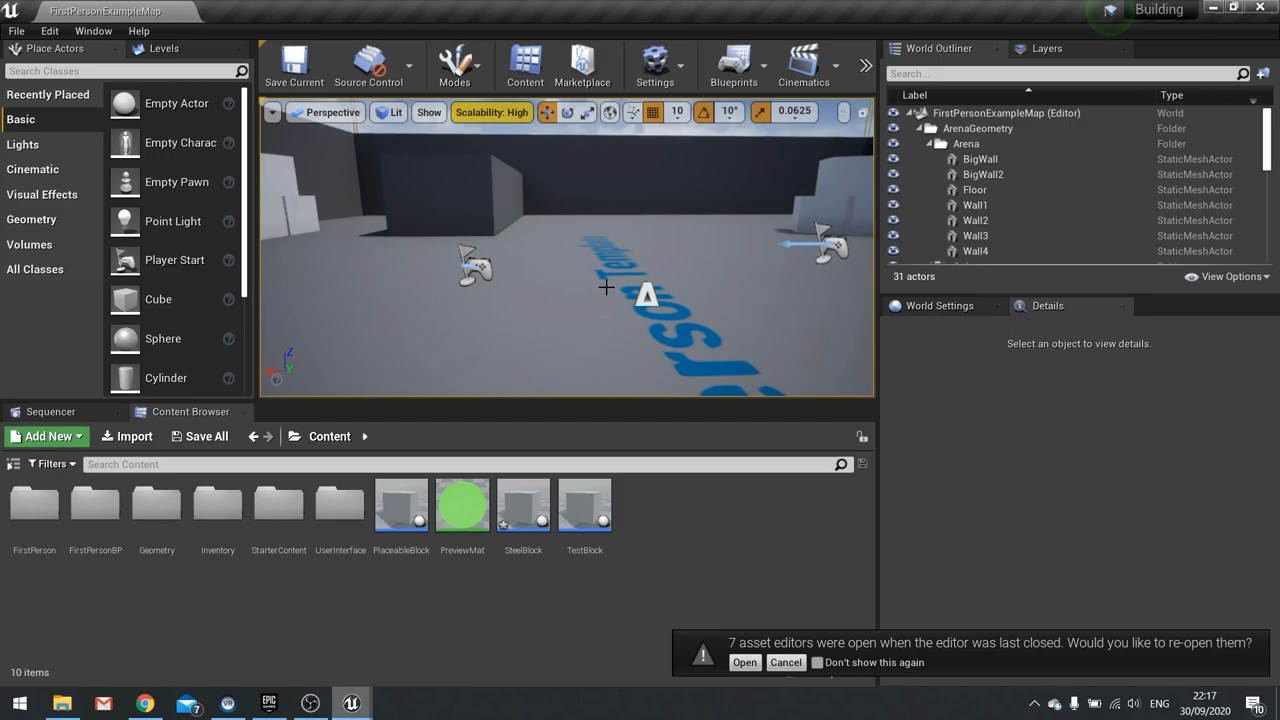 FirstPersonExampleMap
Building
File Edit Window Help
Place Actors
Levels
Search Classes
Recently Placed
Basic
Lights
Cinematic
Visual Effects
Geometry
Volumes
All Classes
Empty Actor
Empty Charac
Empty Pawn
Point Light
Player Start
Cube
Sphere
Cylinder
Save Current
Source Control
Modes
Content
Marketplace
Settings
Blueprints
Cinematics
Perspective
Lit
Show
Scalability: High
10
10°
0.0625
Z
Y
World Outliner
Layers
Search...
Label Type
FirstPersonExampleMap (Editor) World
ArenaGeometry Folder
Arena Folder
BigWall StaticMeshActor
BigWall2 StaticMeshActor
Floor StaticMeshActor
Wall1 StaticMeshActor
Wall2 StaticMeshActor
Wall3 StaticMeshActor
Wall4 StaticMeshActor
31 actors
View Options
World Settings
Details
Select an object to view details.
Sequencer
Content Browser
Add New
Import
Save All
Content
Filters
Search Content
FirstPerson
FirstPersonBP
Geometry
Inventory
StarterContent
UserInterface
PlaceableBlock
PreviewMat
SteelBlock
TestBlock
10 items
7 asset editors were open when the editor was last closed. Would you like to re-open them?
Open
Cancel
Don't show this again
7
VR
EPIC GAMES
ENG
22:17
30/09/2020
10